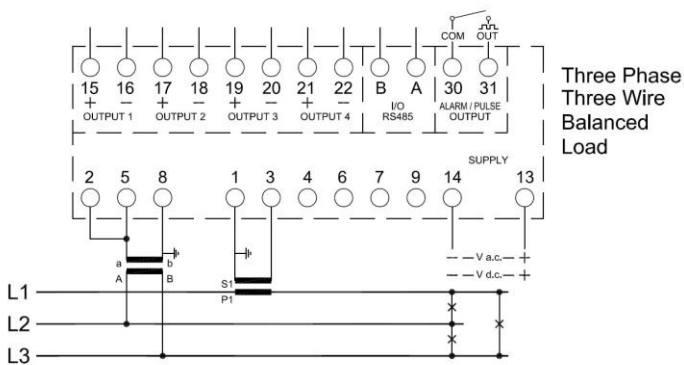 COM OUT
15 16 17 18 19 20 21 22 B A 30 31
+ − + − + − + −
OUTPUT 1 OUTPUT 2 OUTPUT 3 OUTPUT 4 I/O RS485 ALARM / PULSE OUTPUT
Three Phase
Three Wire
Balanced
Load
SUPPLY
2 5 8 1 3 4 6 7 9 14 13
− V a.c. +
− V d.c. +
a b
A B
S1
P1
L1
L2
L3